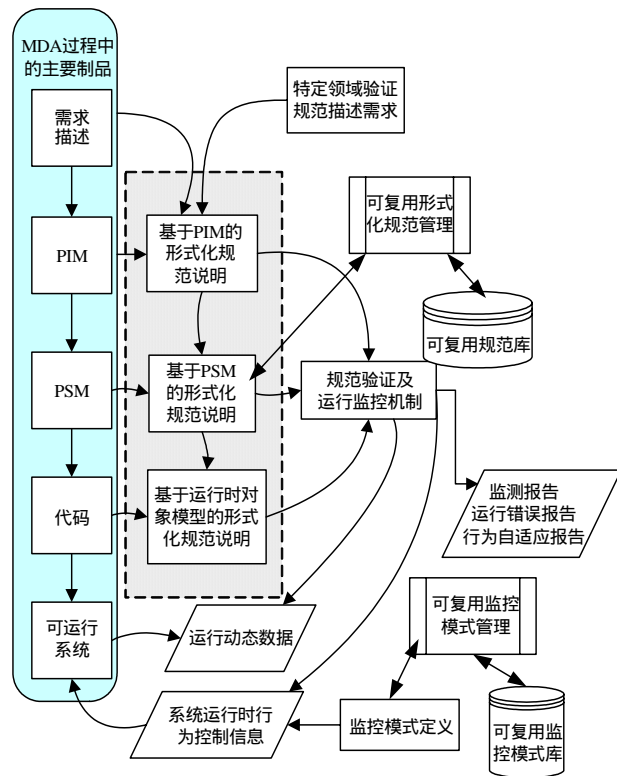 MDA过程中
的主要制品
需求
描述
特定领域验证
规范描述需求
可复用形式
化规范管理
PIM
基于PIM的
形式化规
范说明
可复用规范库
PSM
基于PSM
的形式化
规范说明
规范验证及
运行监控机制
代码
基于运行时对
象模型的形式
化规范说明
监测报告
运行错误报告
行为自适应报告
可运行
系统
运行动态数据
可复用监控
模式管理
系统运行时行
为控制信息
监控模式定义
可复用监
控模式库